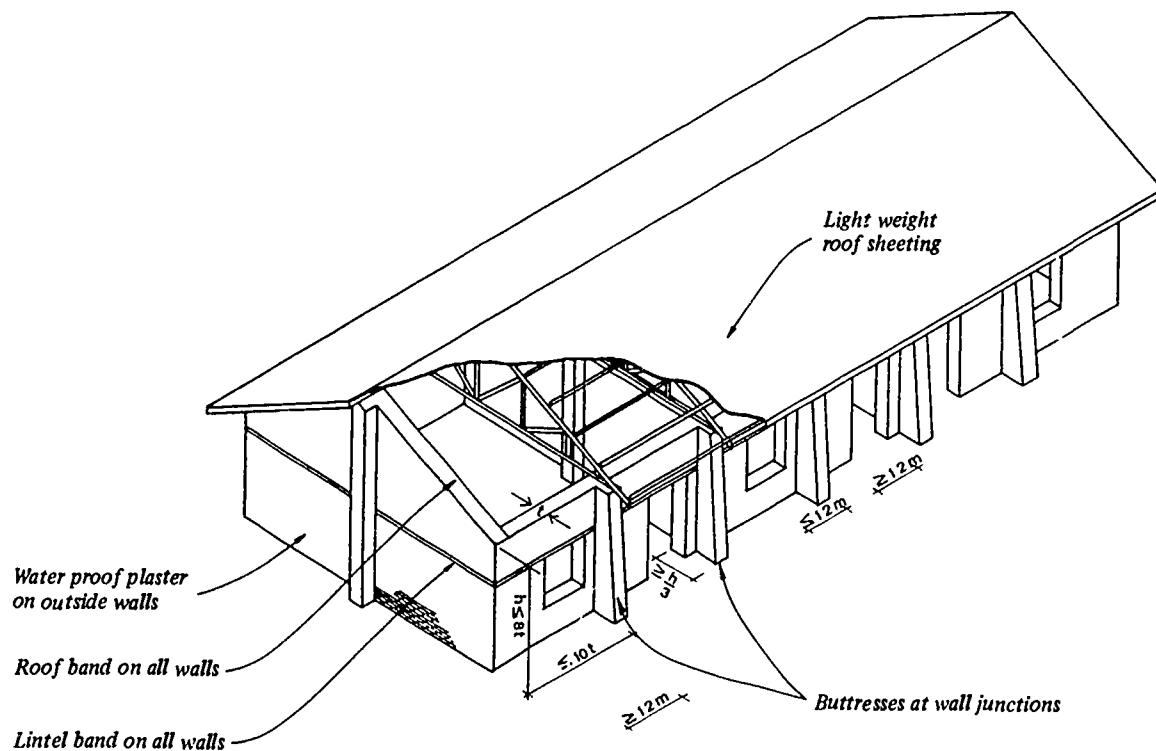 Light weight
roof sheeting
t
≥12m
≤12m
≥ h/3
h≤8t
≤.10t
≥12m
Water proof plaster
on outside walls
Roof band on all walls
Lintel band on all walls
Buttresses at wall junctions